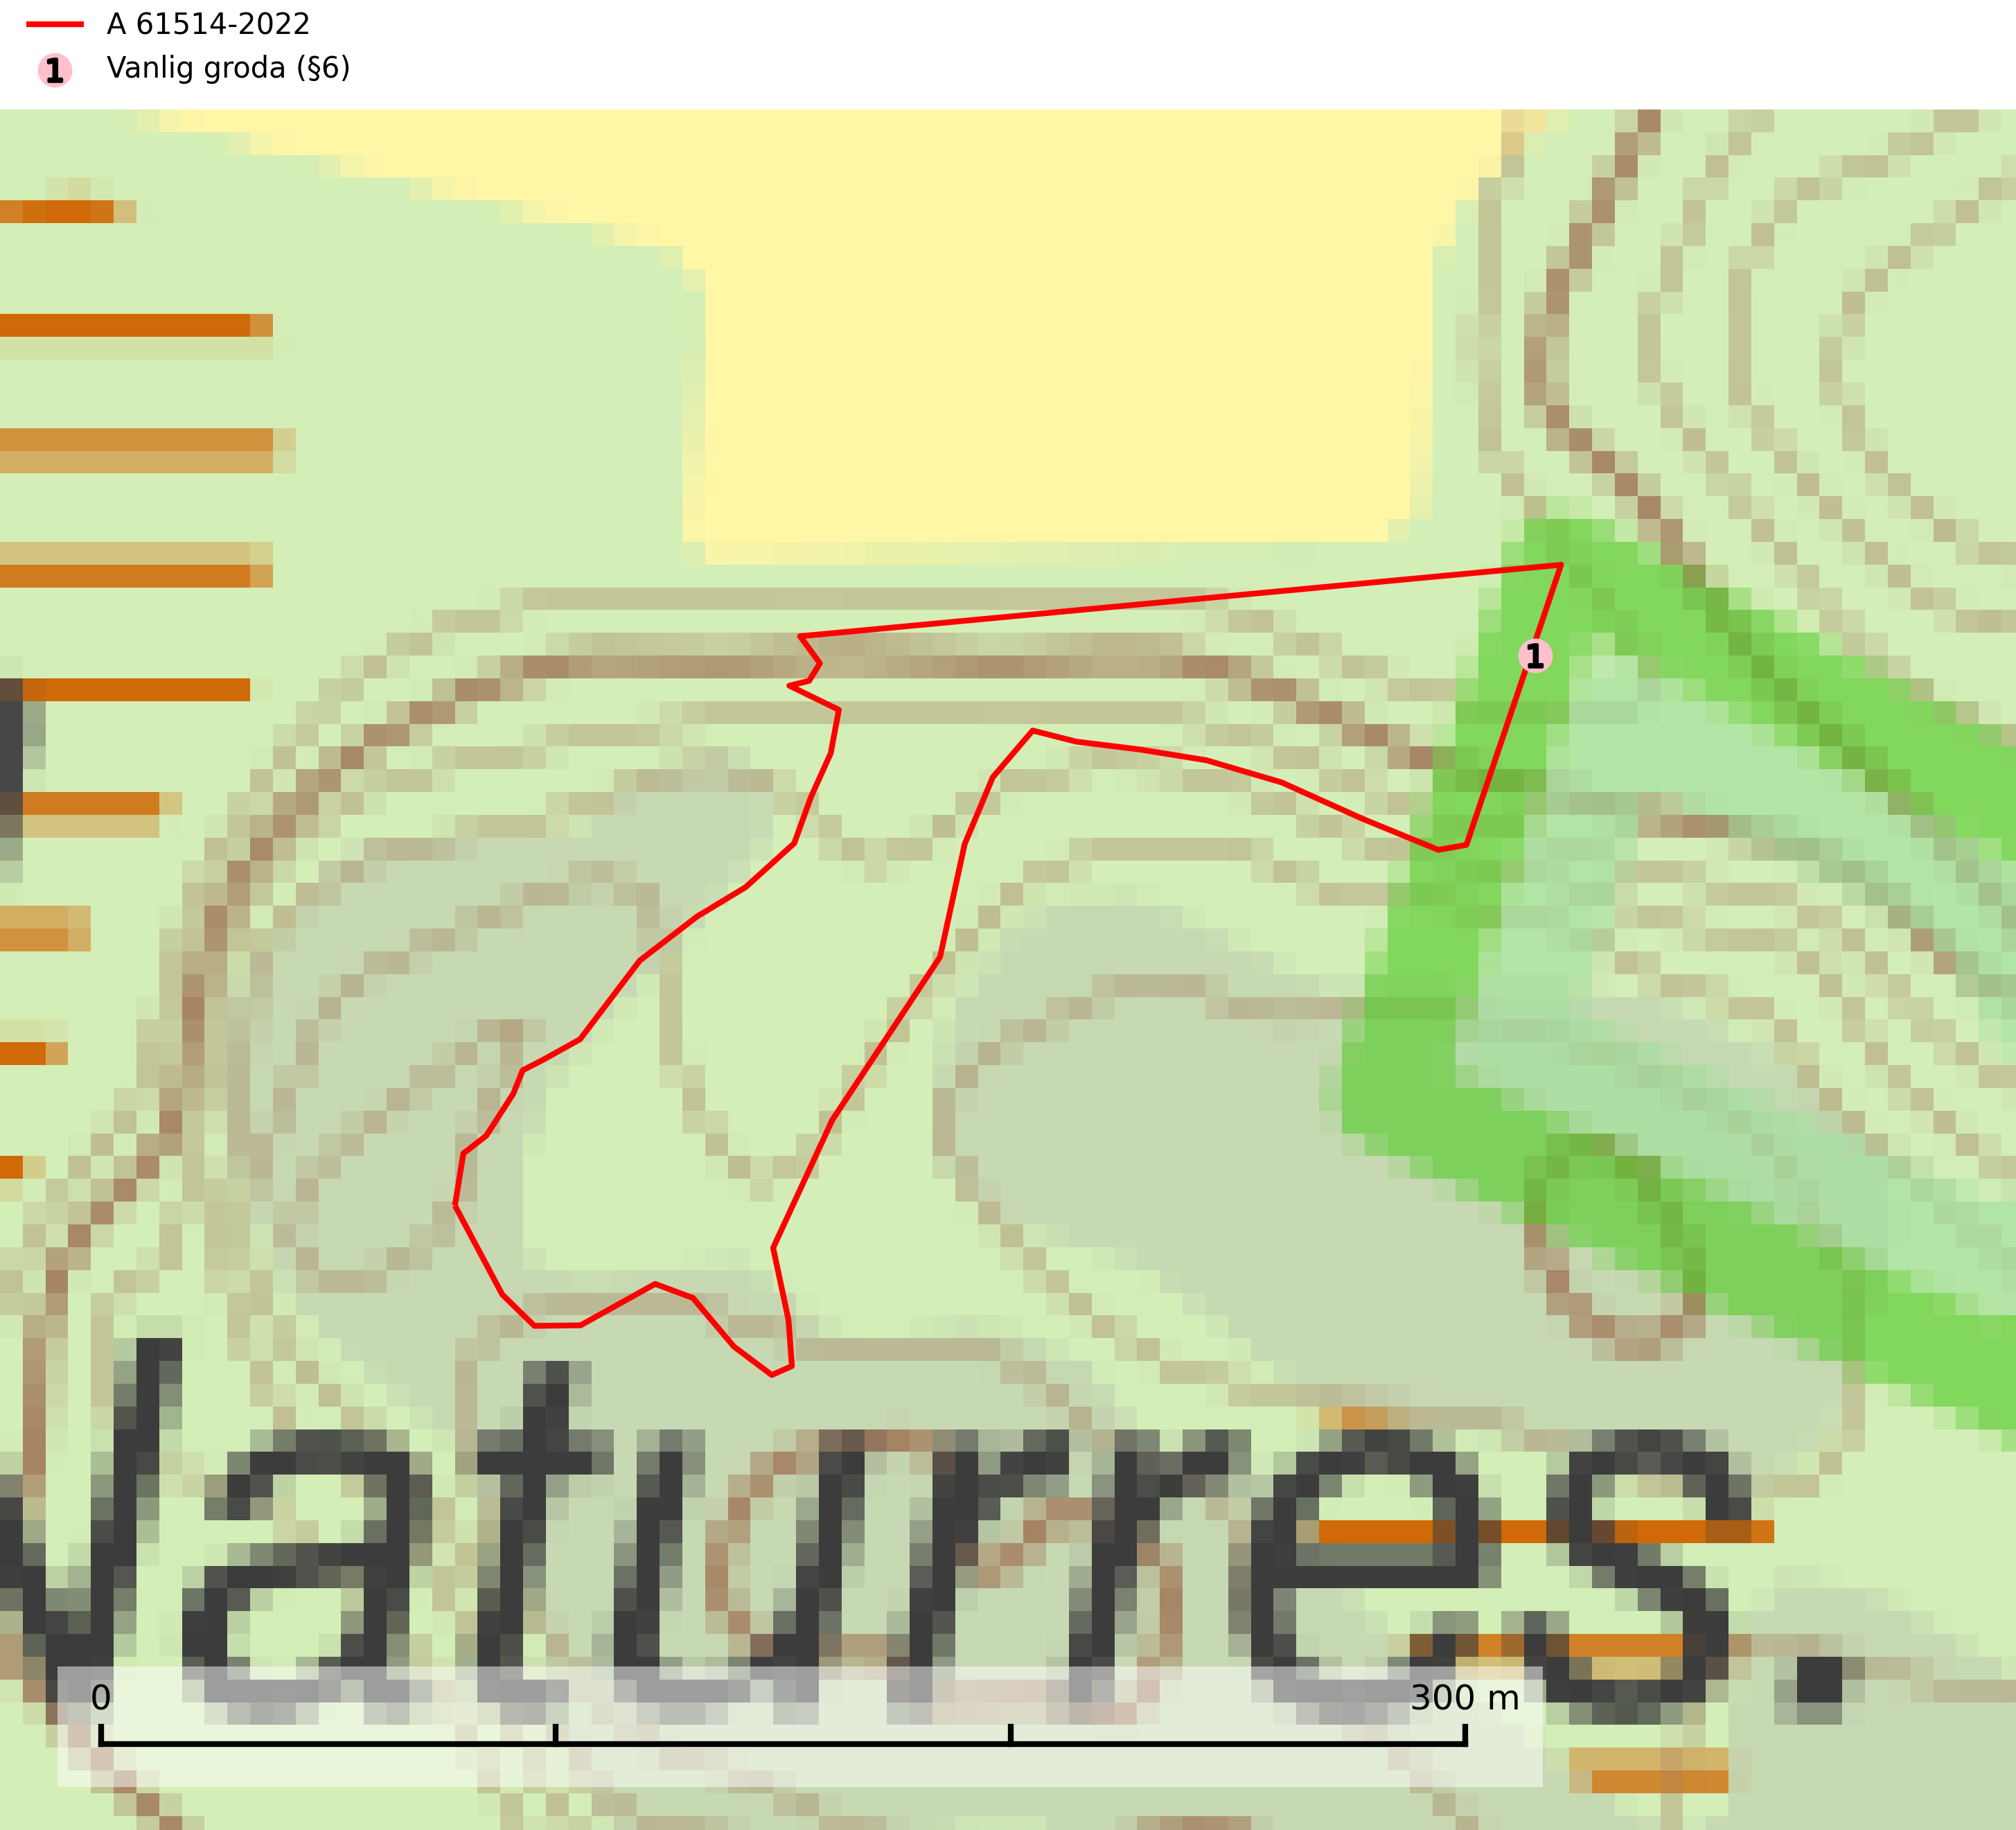 A 61514-2022
1 Vanlig groda (§6)
1
Naturres.
0 300 m